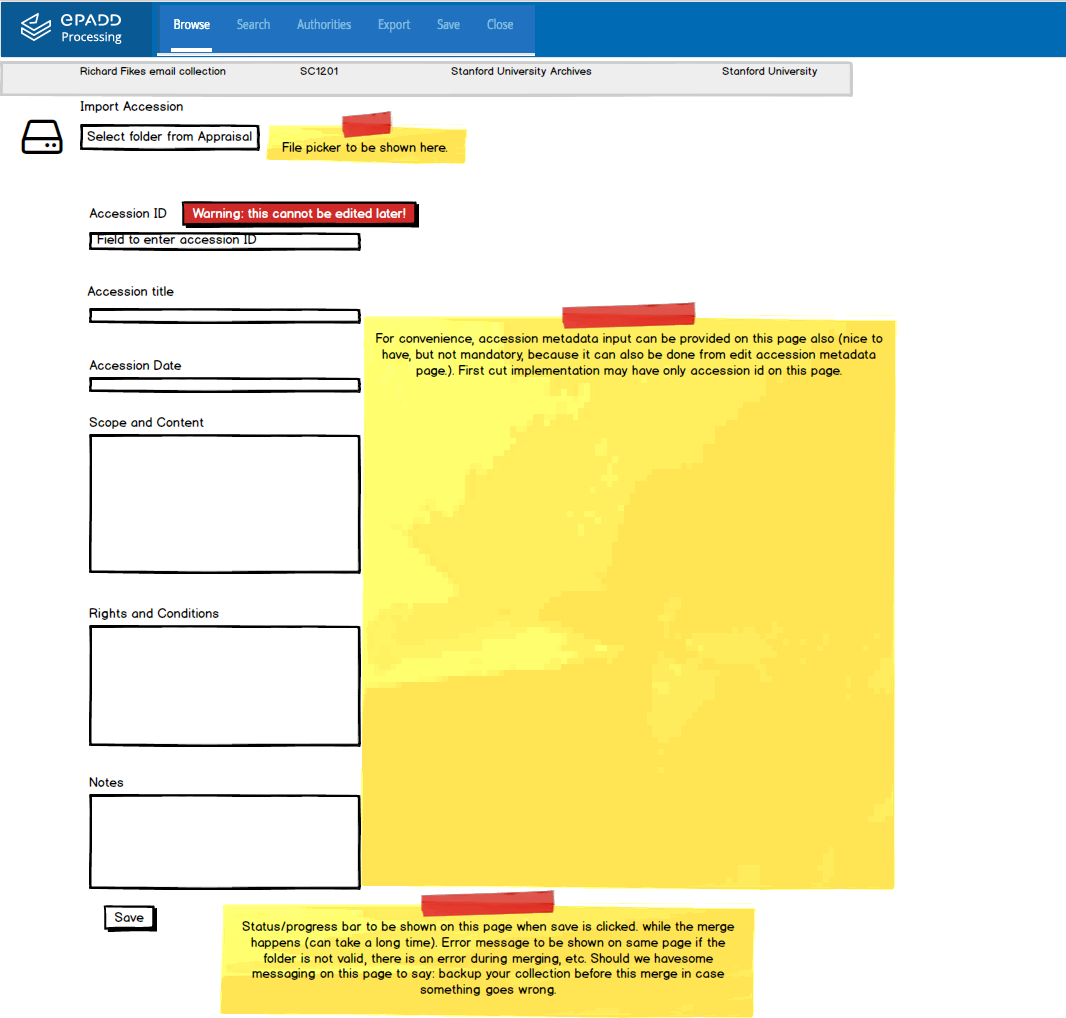 ePADD
Processing
Browse Search Authorities Export Save Close
Richard Fikes email collection SC1201 Stanford University Archives Stanford University
Import Accession
Select folder from Appraisal
File picker to be shown here.
Accession ID Warning: this cannot be edited later!
Field to enter accession ID
Accession title
For convenience, accession metadata input can be provided on this page also (nice to
have, but not mandatory, because it can also be done from edit accession metadata
page.). First cut implementation may have only accession id on this page.
Accession Date
Scope and Content
Rights and Conditions
Notes
Save
Status/progress bar to be shown on this page when save is clicked. while the merge
happens (can take a long time). Error message to be shown on same page if the
folder is not valid, there is an error during merging, etc. Should we havesome
messaging on this page to say: backup your collection before this merge in case
something goes wrong.